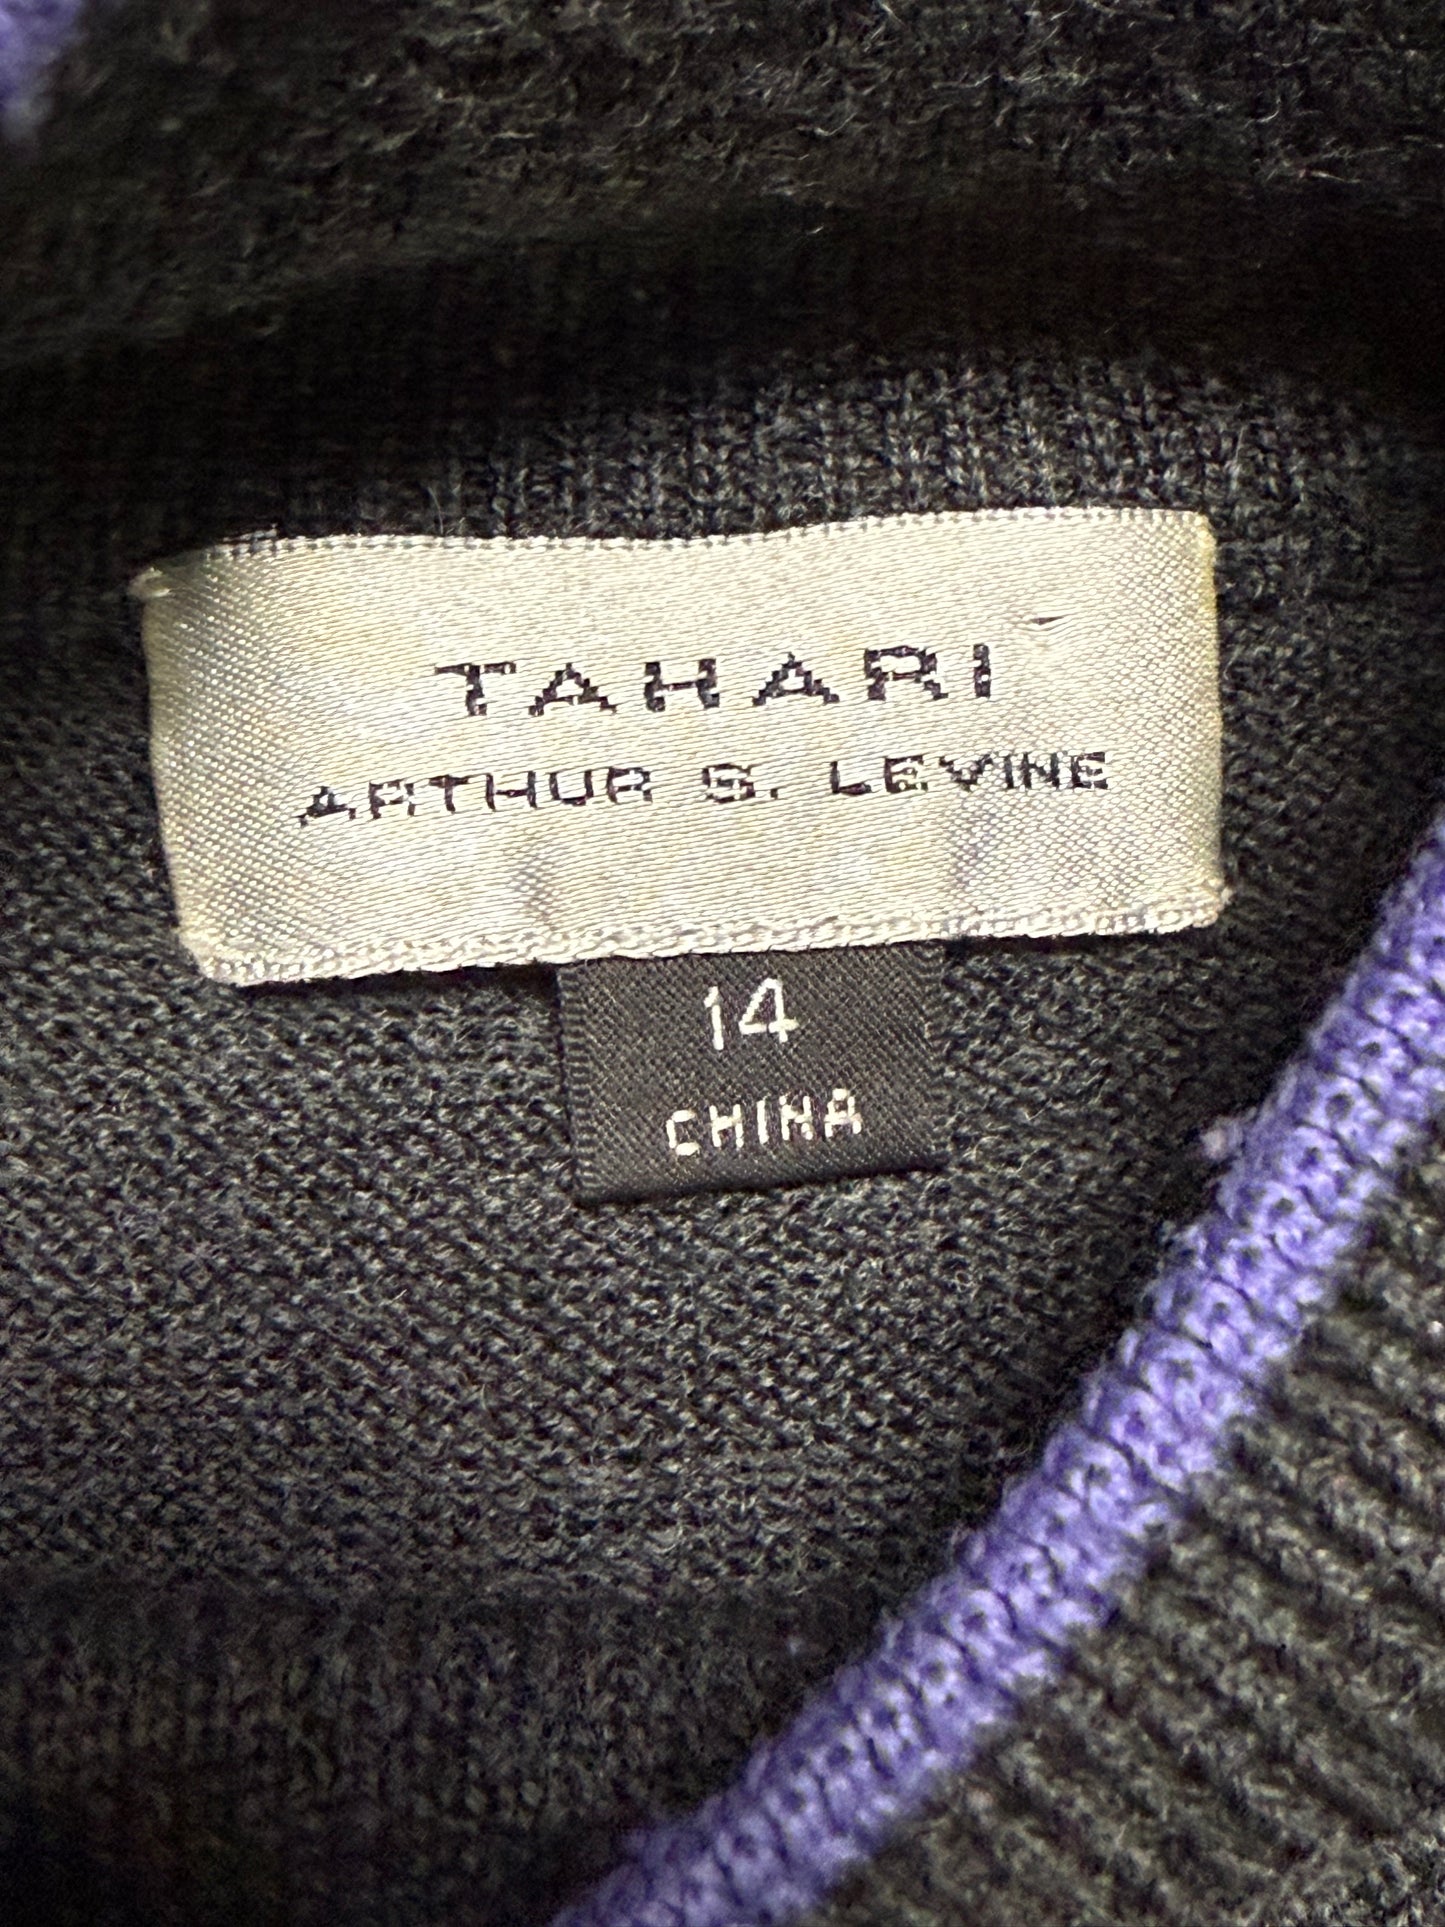 TAHARI
ARTHUR S. LEVINE
14
CHINA